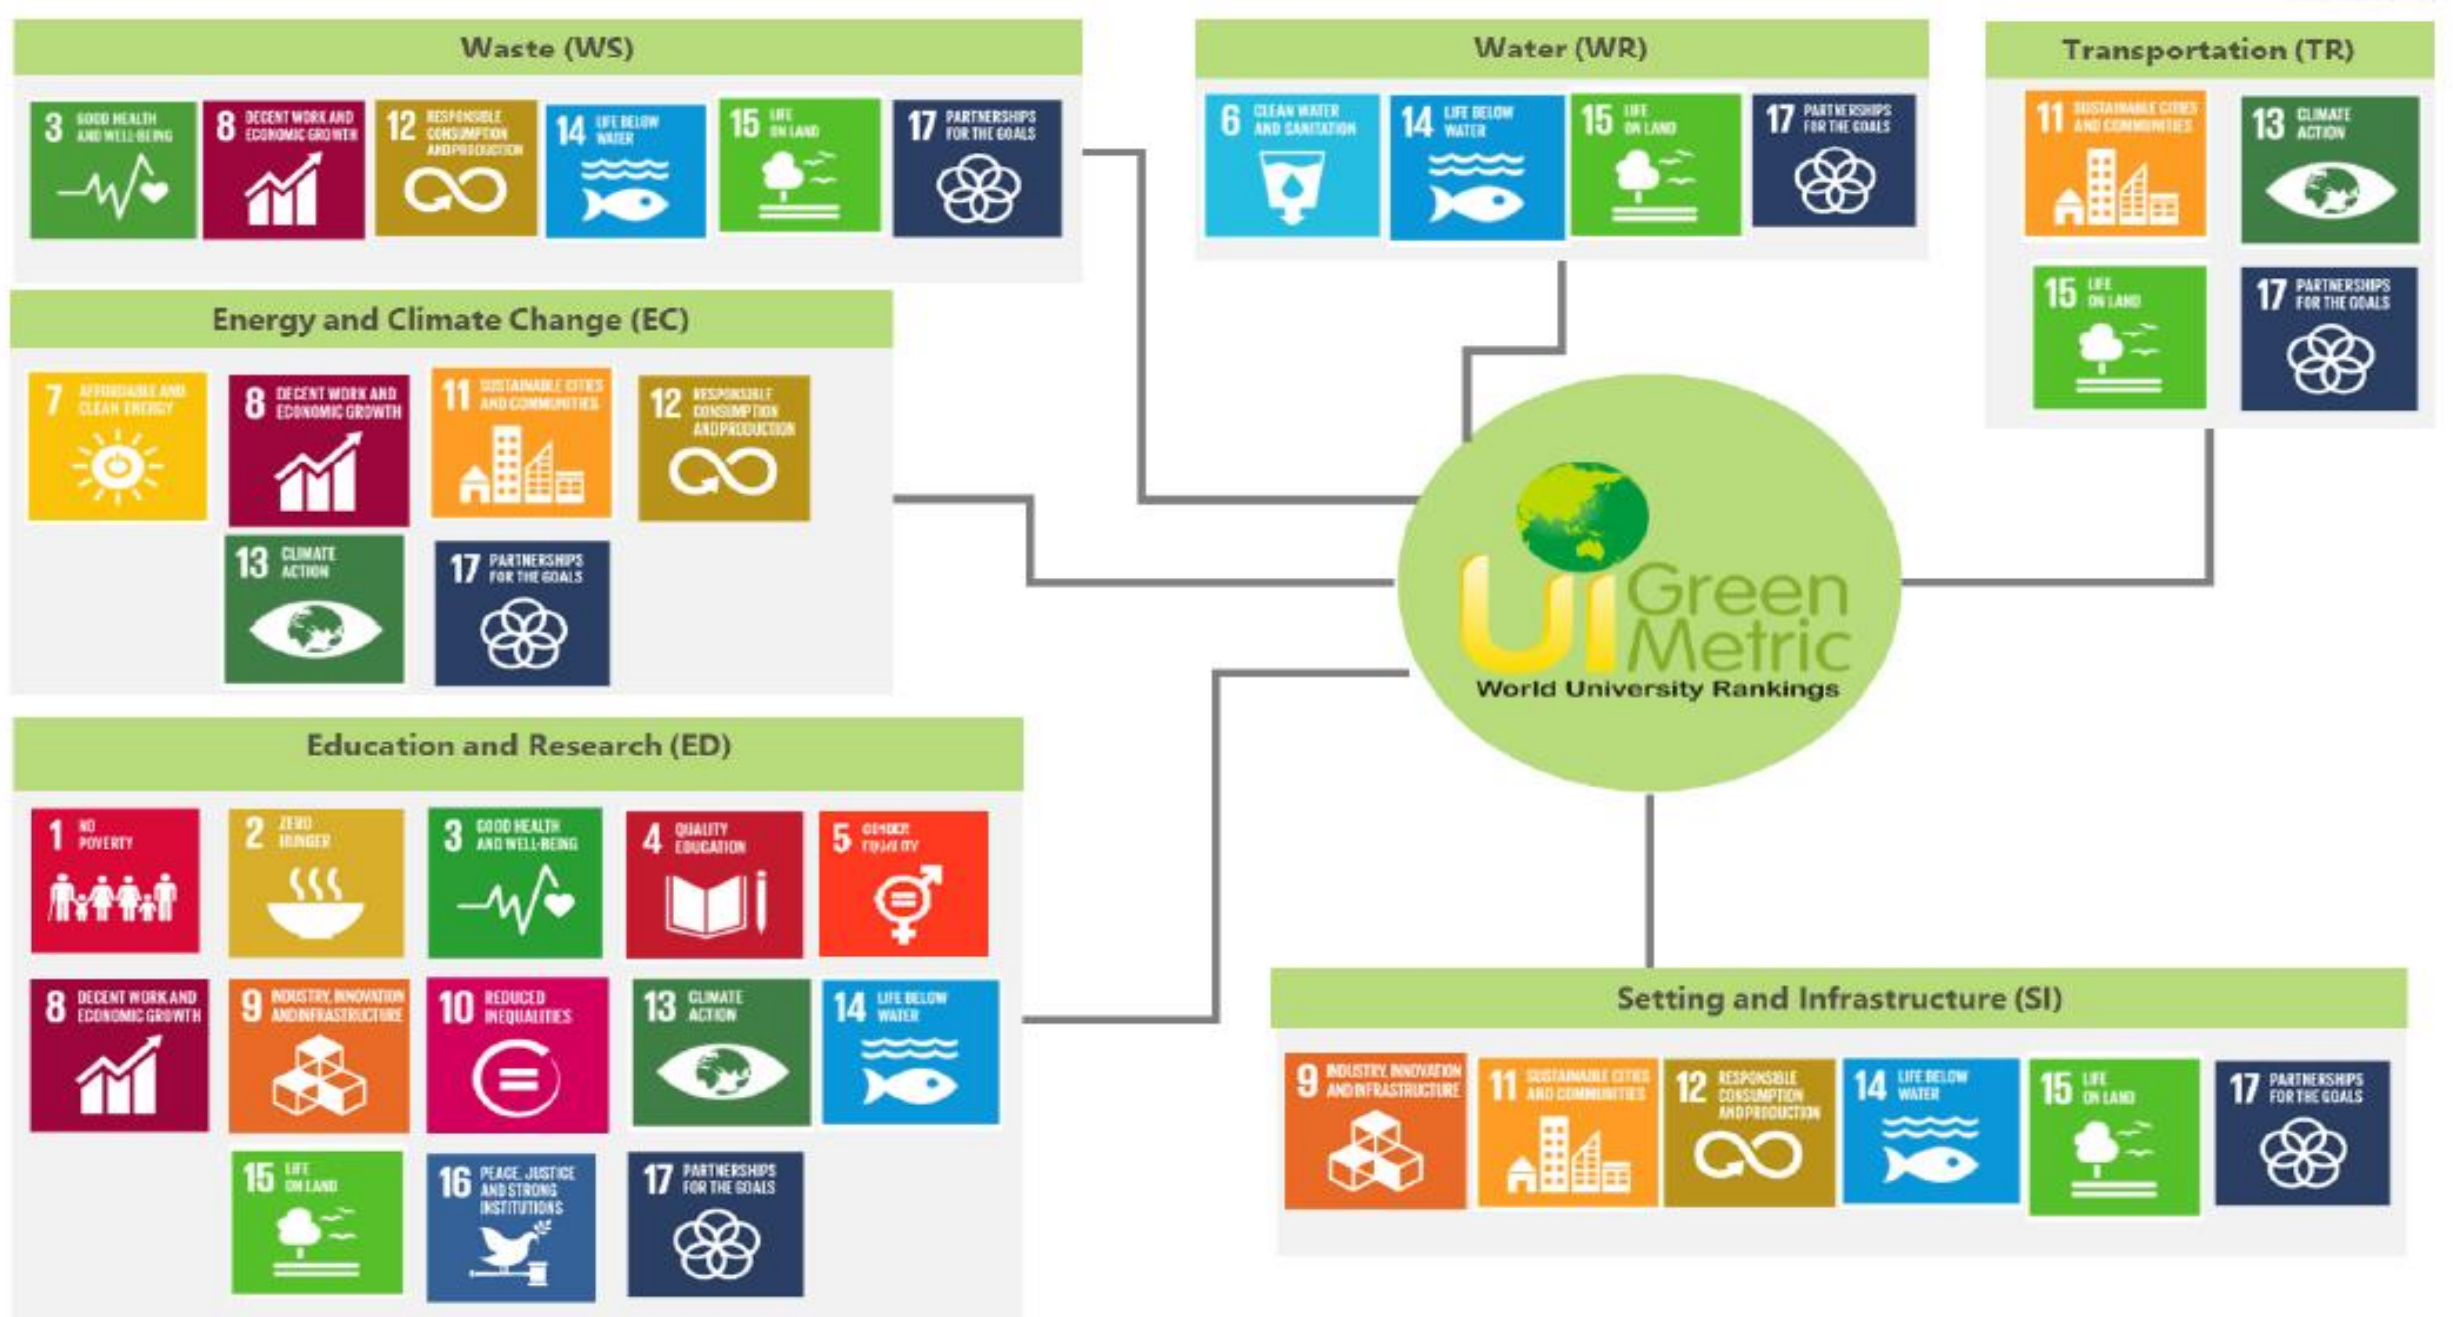 Waste (WS)
3 GOOD HEALTH
AND WELL-BEING
8 DECENT WORK AND
ECONOMIC GROWTH
12 RESPONSIBLE
CONSUMPTION
AND PRODUCTION
14 LIFE BELOW
WATER
15 LIFE
ON LAND
17 PARTNERSHIPS
FOR THE GOALS
Water (WR)
6 CLEAN WATER
AND SANITATION
14 LIFE BELOW
WATER
15 LIFE
ON LAND
17 PARTNERSHIPS
FOR THE GOALS
Transportation (TR)
11 SUSTAINABLE CITIES
AND COMMUNITIES
13 CLIMATE
ACTION
15 LIFE
ON LAND
17 PARTNERSHIPS
FOR THE GOALS
Energy and Climate Change (EC)
7 AFFORDABLE AND
CLEAN ENERGY
8 DECENT WORK AND
ECONOMIC GROWTH
11 SUSTAINABLE CITIES
AND COMMUNITIES
12 RESPONSIBLE
CONSUMPTION
AND PRODUCTION
13 CLIMATE
ACTION
17 PARTNERSHIPS
FOR THE GOALS
UI Green
Metric
World University Rankings
Education and Research (ED)
1 NO
POVERTY
2 ZERO
HUNGER
3 GOOD HEALTH
AND WELL-BEING
4 QUALITY
EDUCATION
5 GENDER
EQUALITY
8 DECENT WORK AND
ECONOMIC GROWTH
9 INDUSTRY, INNOVATION
AND INFRASTRUCTURE
10 REDUCED
INEQUALITIES
13 CLIMATE
ACTION
14 LIFE BELOW
WATER
15 LIFE
ON LAND
16 PEACE, JUSTICE
AND STRONG
INSTITUTIONS
17 PARTNERSHIPS
FOR THE GOALS
Setting and Infrastructure (SI)
9 INDUSTRY, INNOVATION
AND INFRASTRUCTURE
11 SUSTAINABLE CITIES
AND COMMUNITIES
12 RESPONSIBLE
CONSUMPTION
AND PRODUCTION
14 LIFE BELOW
WATER
15 LIFE
ON LAND
17 PARTNERSHIPS
FOR THE GOALS